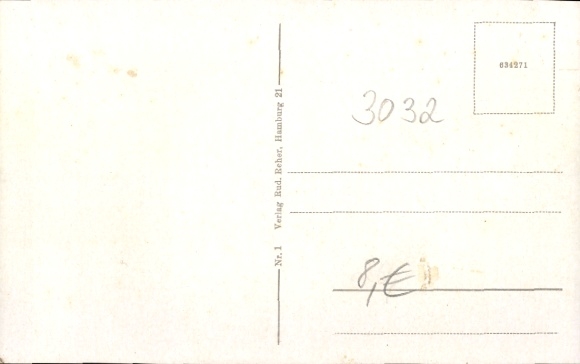 Nr. 1 Verlag Rud. Reher, Hamburg 21
634271
3032
8,€